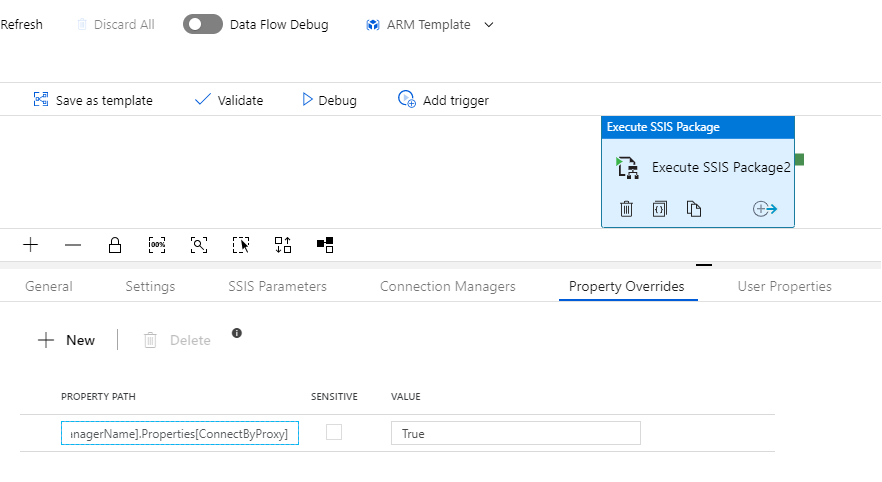 Refresh Discard All Data Flow Debug ARM Template
Save as template Validate Debug Add trigger
Execute SSIS Package
Execute SSIS Package2
100%
General Settings SSIS Parameters Connection Managers Property Overrides User Properties
New Delete
PROPERTY PATH SENSITIVE VALUE
nagerName].Properties[ConnectByProxy] True